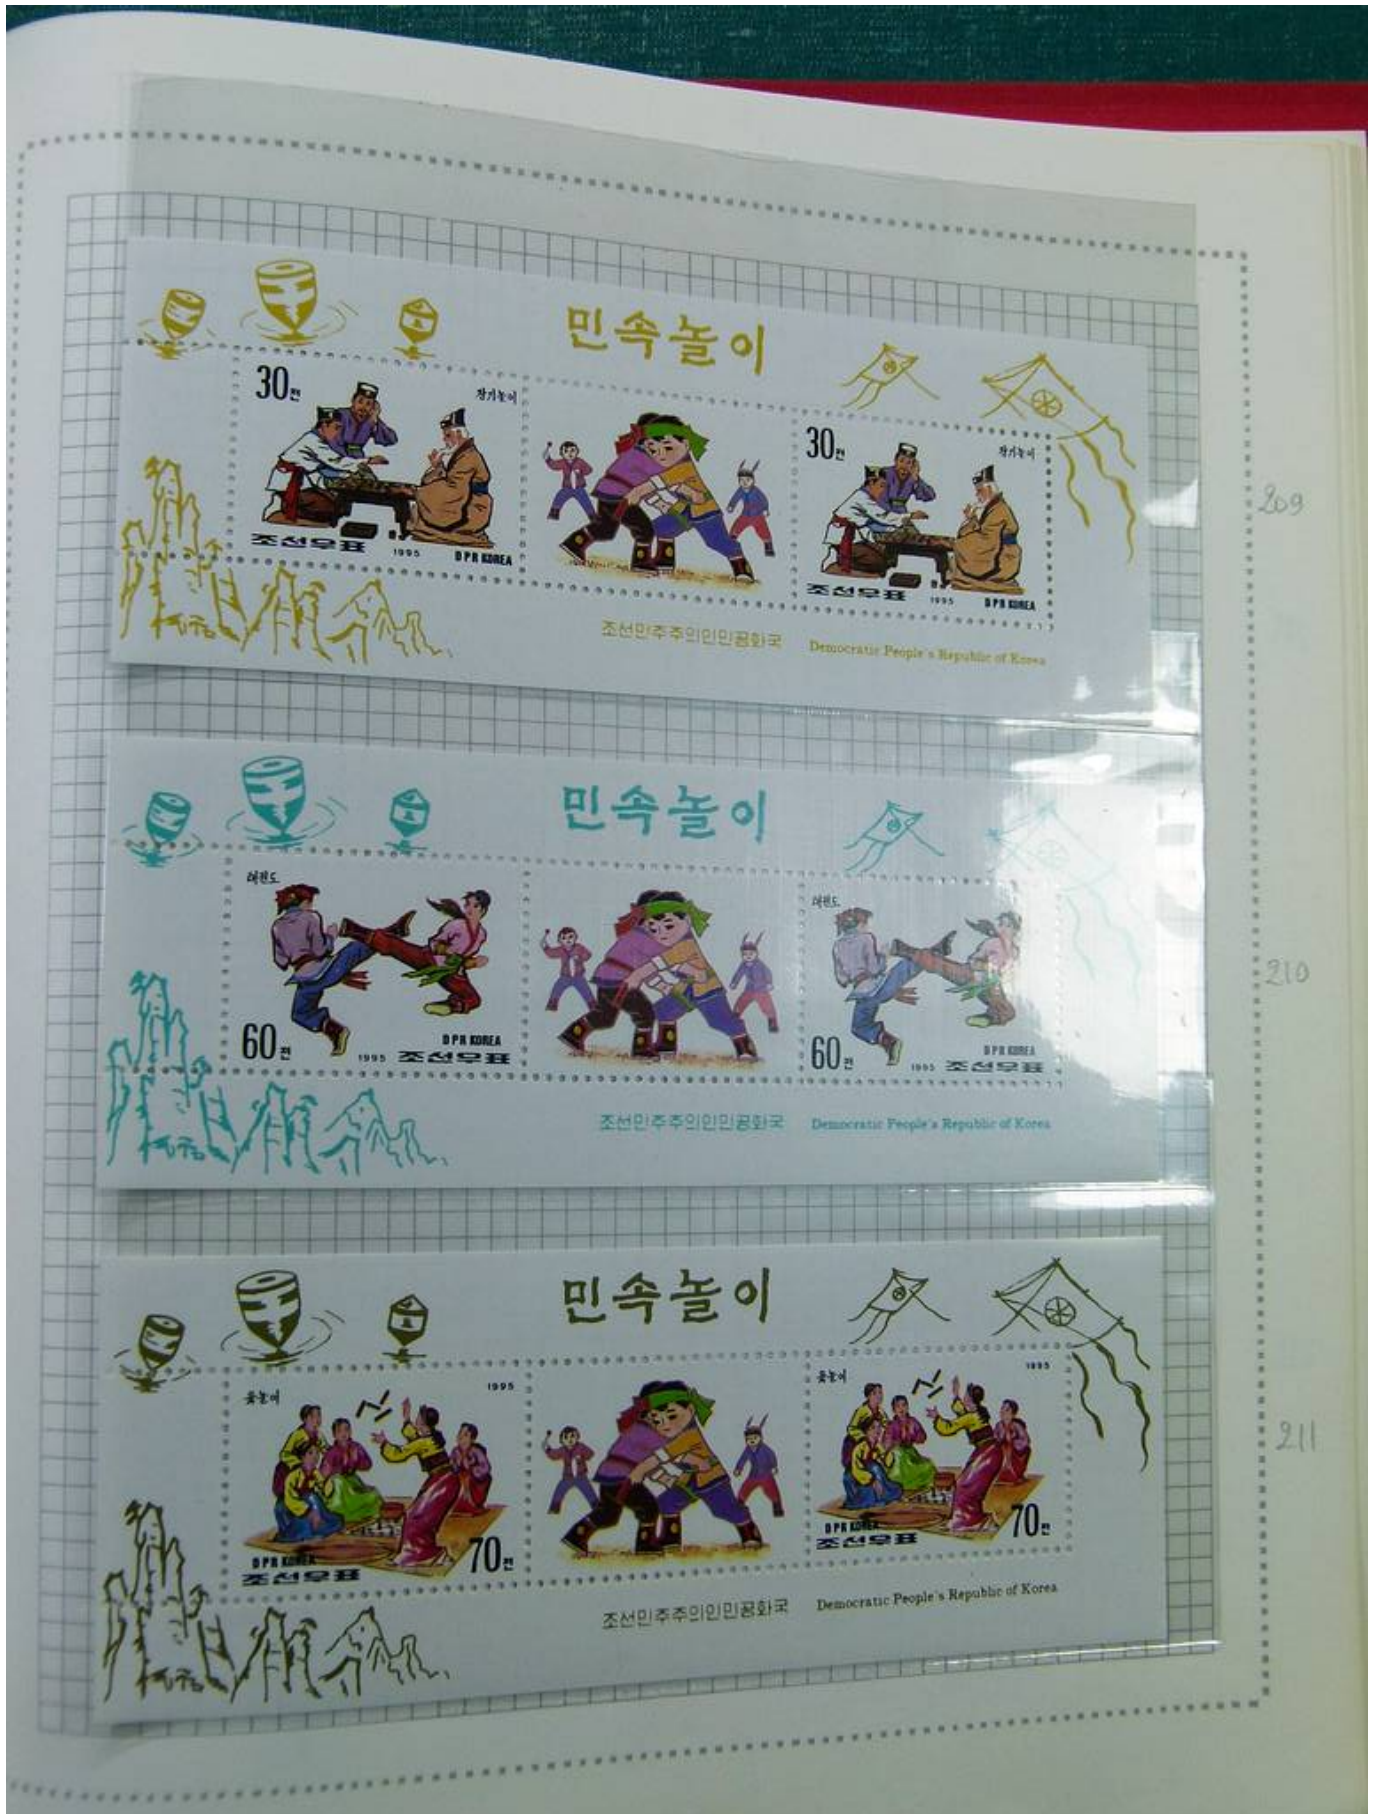 민속놀이
30전
장기놀이
조선우표 1995 DPR KOREA
30전
장기놀이
조선우표 1995 DPR KOREA
조선민주주의인민공화국 Democratic People's Republic of Korea
209
민속놀이
태권도
60전
DPR KOREA
1995 조선우표
태권도
60전
DPR KOREA
1995 조선우표
조선민주주의인민공화국 Democratic People's Republic of Korea
210
민속놀이
윷놀이
1995
DPR KOREA
조선우표
70전
윷놀이
1995
DPR KOREA
조선우표
70전
조선민주주의인민공화국 Democratic People's Republic of Korea
211